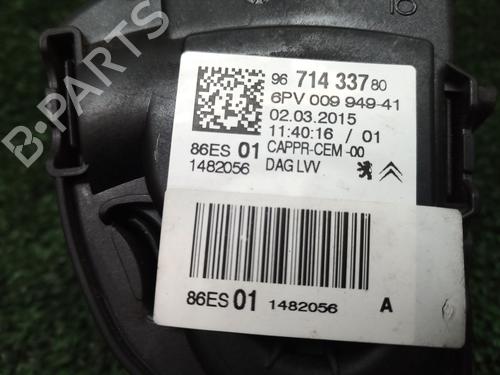 10
96 714 337 80
6PV 009 949-41
02.03.2015
11:40:16 / 01
86ES 01 CAPPR-CEM-00
1482056 DAG LVV
86ES 01 1482056 A
B-PARTS